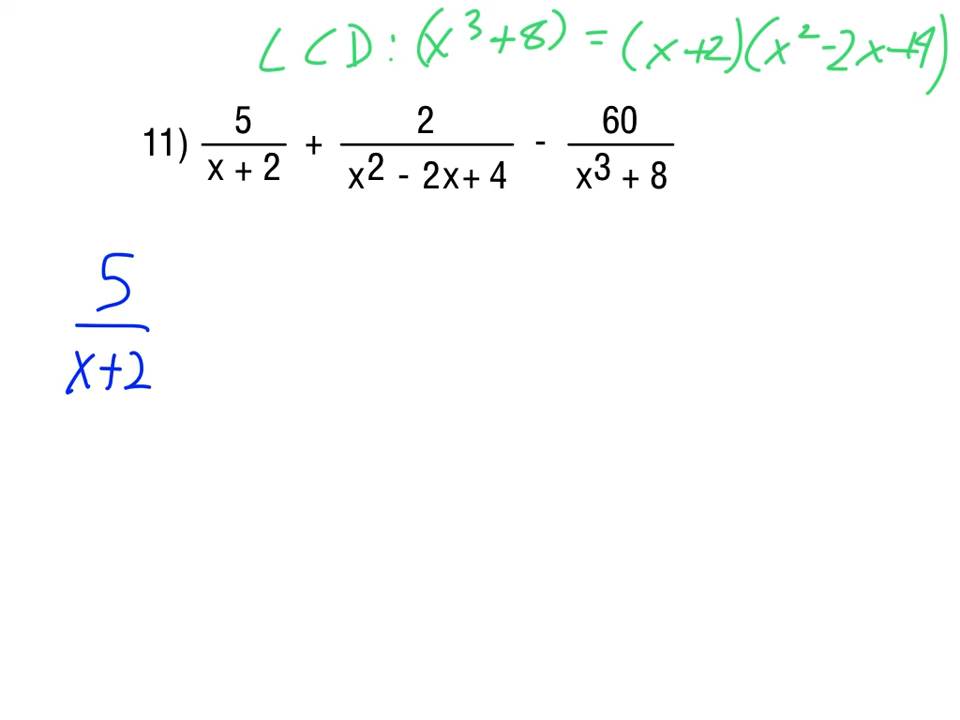 LCD: (x³+8) = (x+2)(x²-2x+4)
11) 5/(x + 2) + 2/(x² - 2x + 4) - 60/(x³ + 8)
5/(x+2)